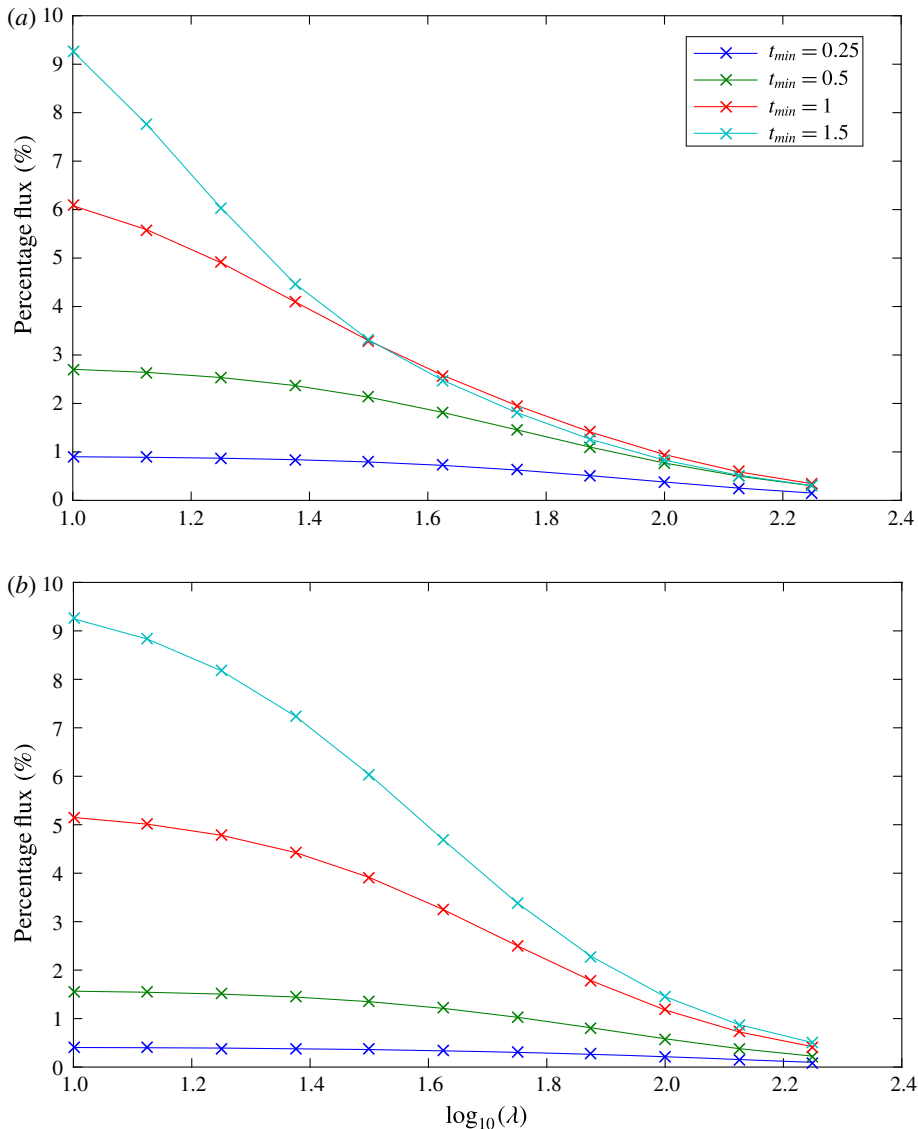 (a)
10
9
8
7
6
5
4
3
2
1
0
Percentage flux (%)
t_min = 0.25
t_min = 0.5
t_min = 1
t_min = 1.5
1.0 1.2 1.4 1.6 1.8 2.0 2.2 2.4
(b)
10
9
8
7
6
5
4
3
2
1
0
Percentage flux (%)
1.0 1.2 1.4 1.6 1.8 2.0 2.2 2.4
log₁₀(λ)